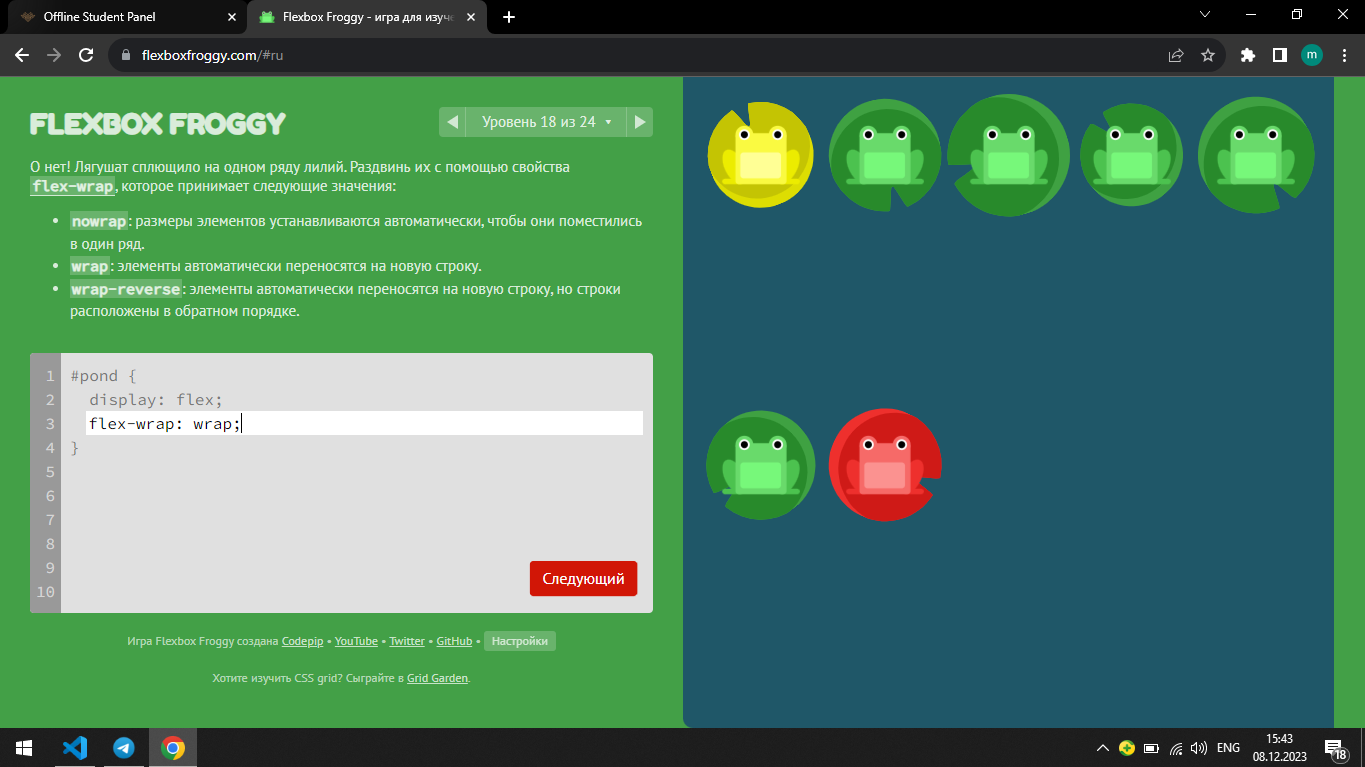 Offline Student Panel
Flexbox Froggy - игра для изуче
flexboxfroggy.com/#ru
m
FLEXBOX FROGGY
Уровень 18 из 24
О нет! Лягушат сплющило на одном ряду лилий. Раздвинь их с помощью свойства
flex-wrap, которое принимает следующие значения:
nowrap: размеры элементов устанавливаются автоматически, чтобы они поместились
в один ряд.
wrap: элементы автоматически переносятся на новую строку.
wrap-reverse: элементы автоматически переносятся на новую строку, но строки
расположены в обратном порядке.
1 #pond {
2 display: flex;
3 flex-wrap: wrap;
4 }
5
6
7
8
9
10
Следующий
Игра Flexbox Froggy создана Codepip • YouTube • Twitter • GitHub • Настройки
Хотите изучить CSS grid? Сыграйте в Grid Garden.
ENG
15:43
08.12.2023
18